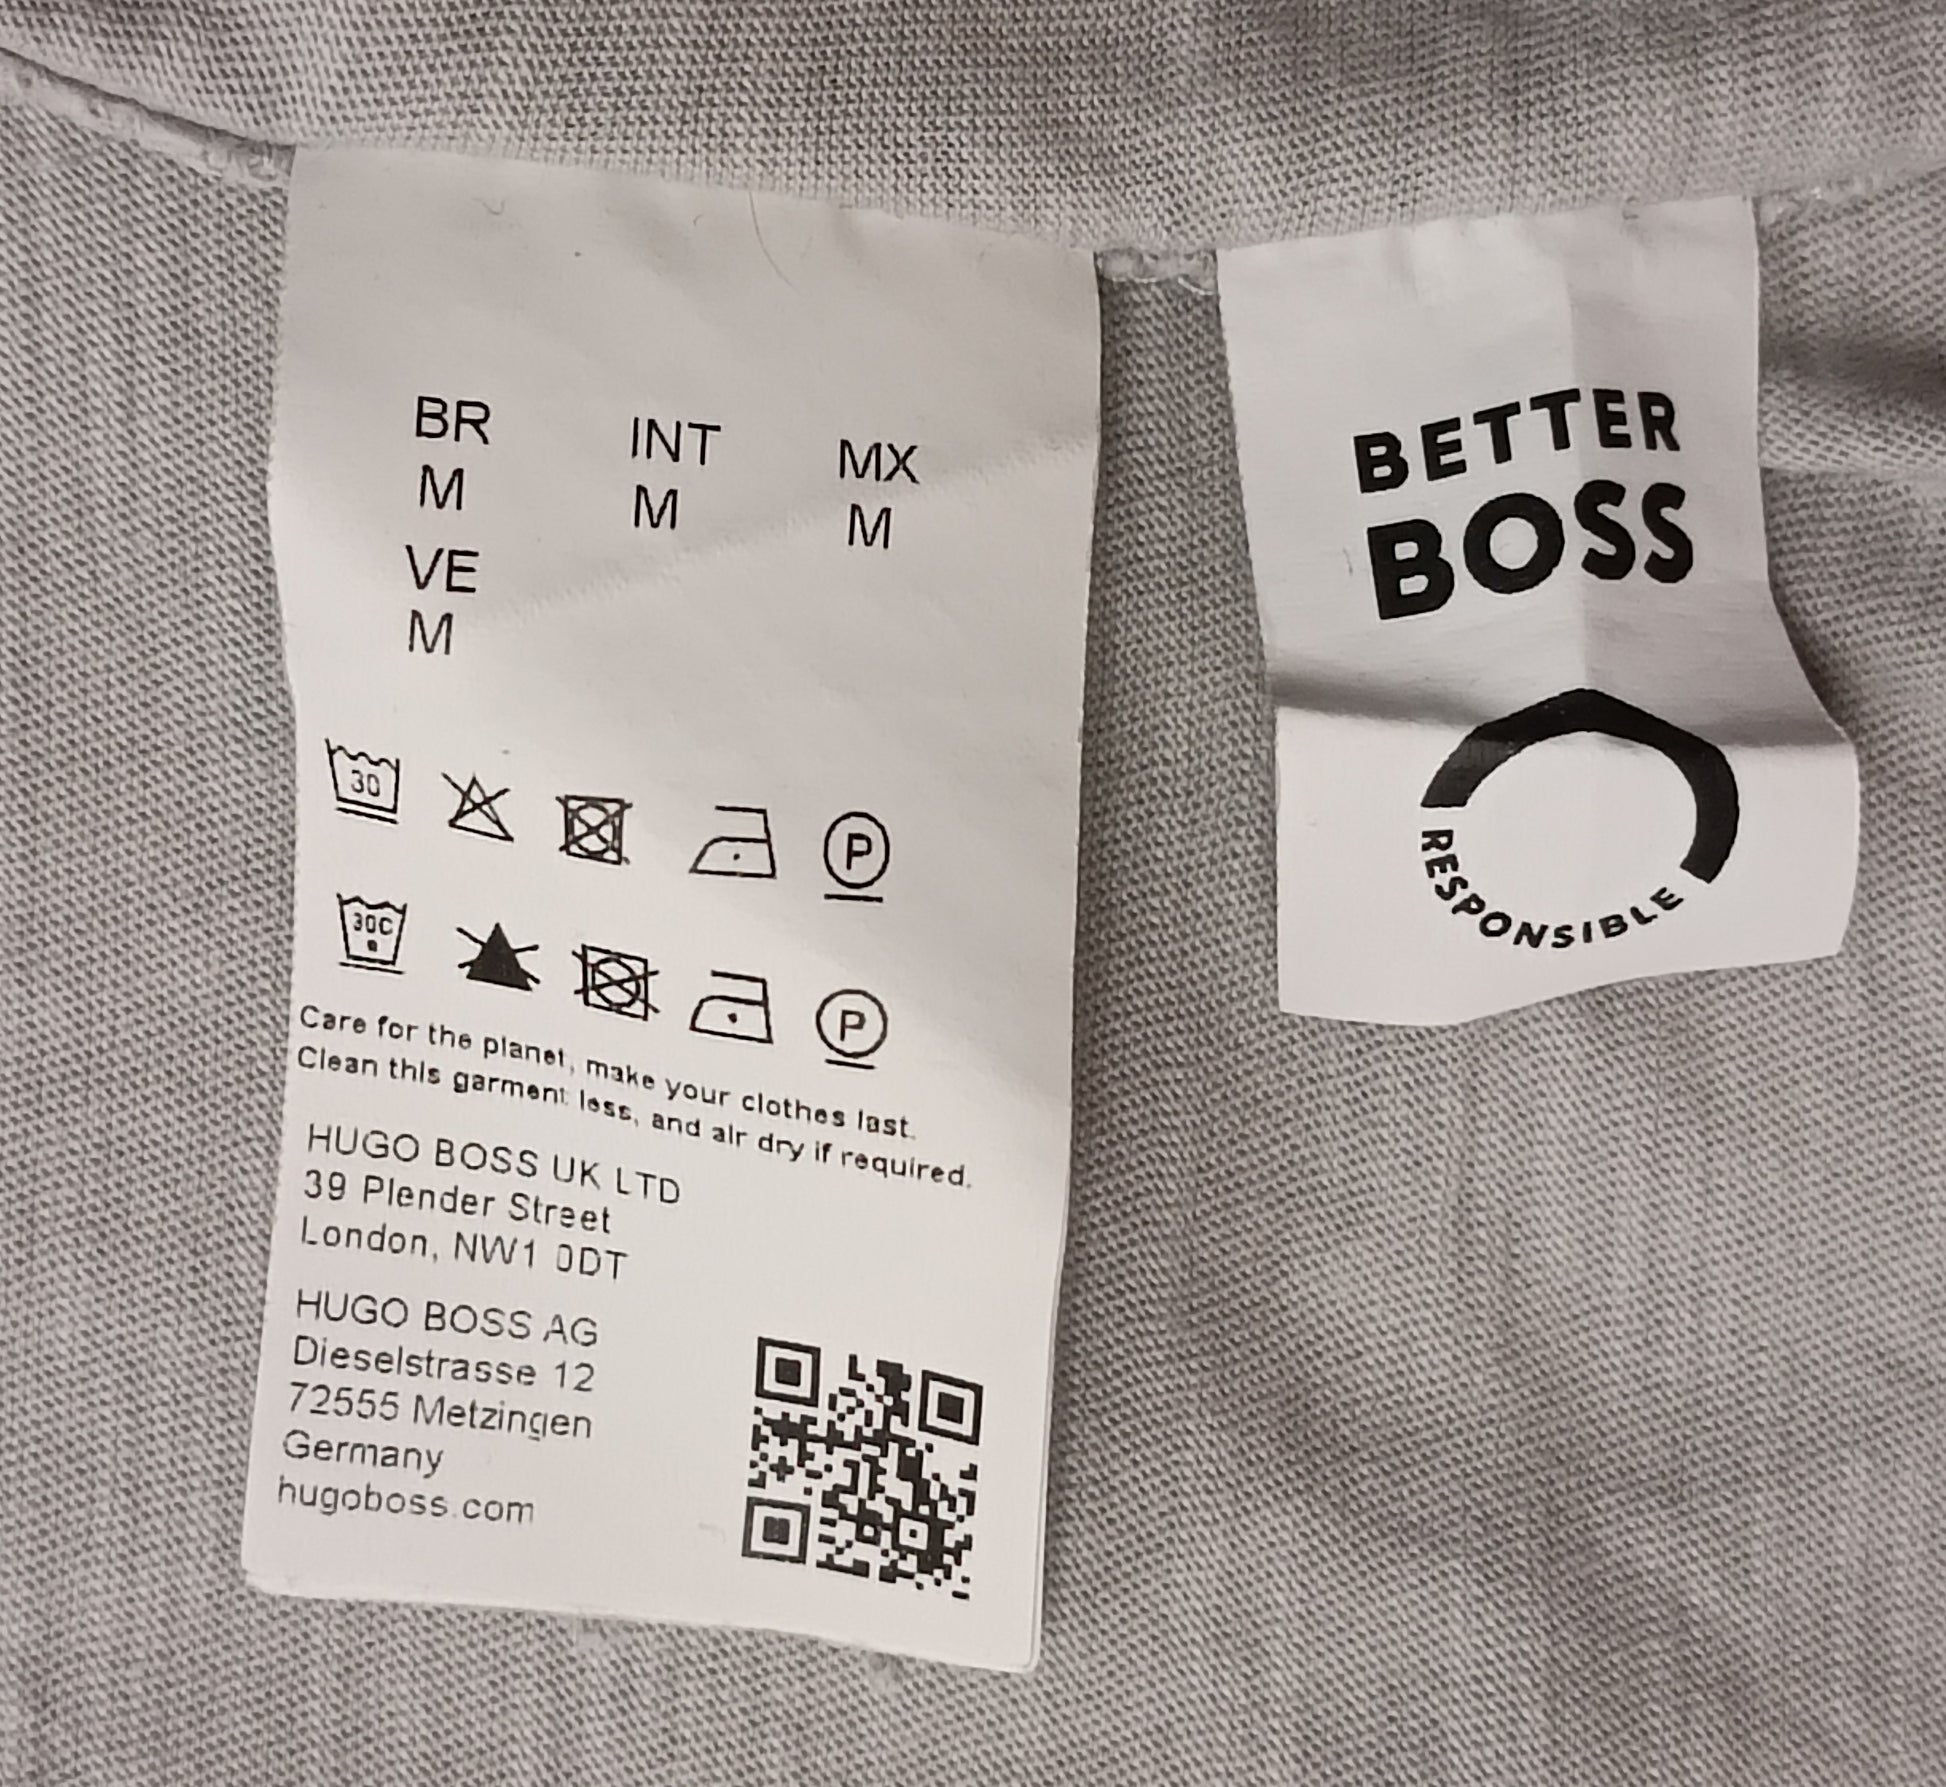 BR
M
INT
M
MX
M
VE
M
30
P
30C
P
Care for the planet, make your clothes last.
Clean this garment less, and air dry if required.
HUGO BOSS UK LTD
39 Plender Street
London, NW1 0DT
HUGO BOSS AG
Dieselstrasse 12
72555 Metzingen
Germany
hugoboss.com
BETTER
BOSS
RESPONSIBLE